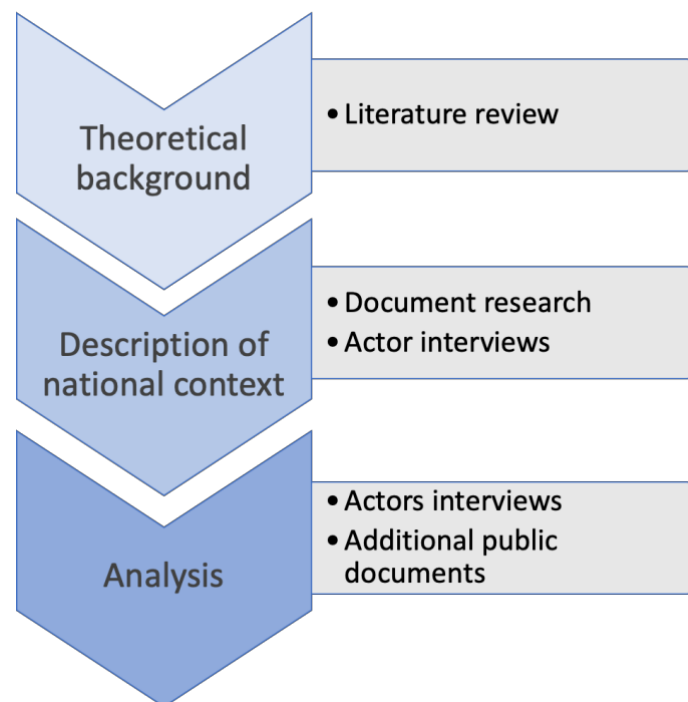 Theoretical
background
• Literature review
Description of
national context
• Document research
• Actor interviews
Analysis
• Actors interviews
• Additional public
documents